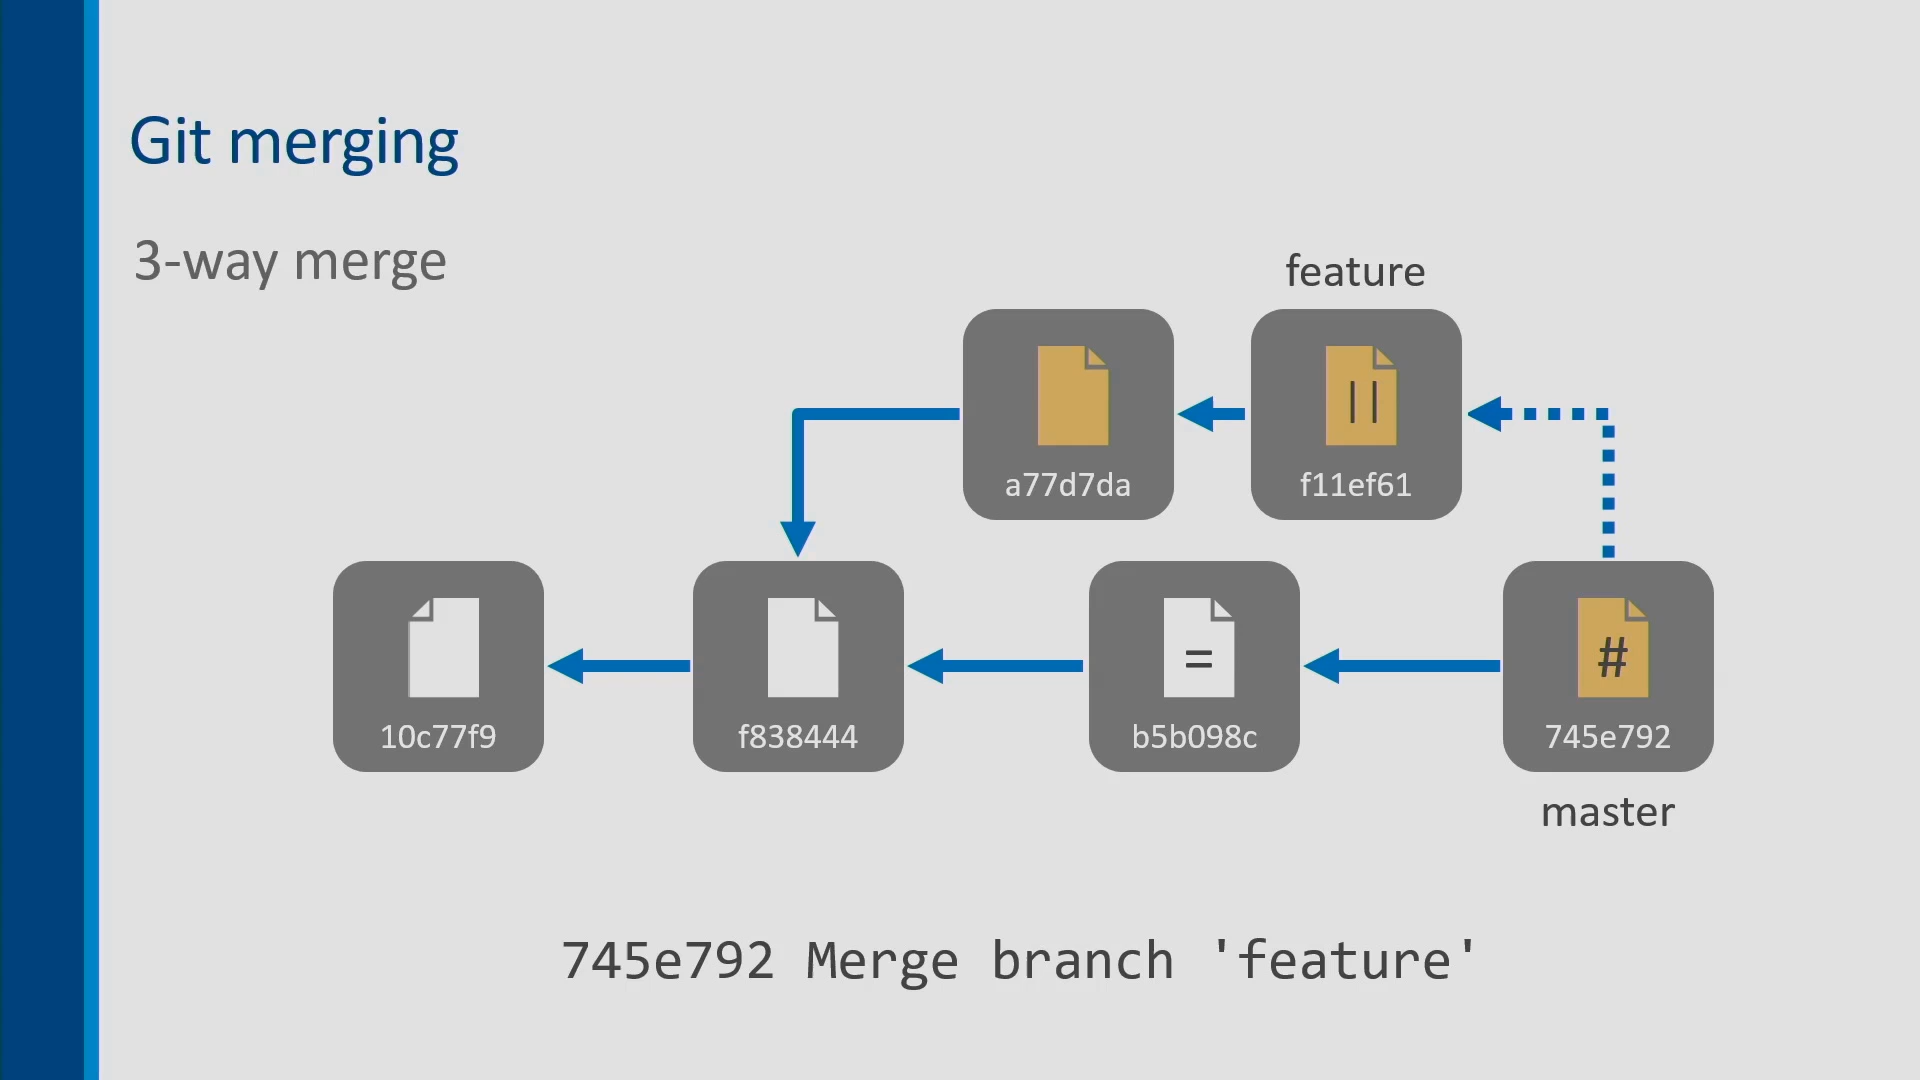 Git merging
3-way merge
feature
||
a77d7da
f11ef61
=
#
10c77f9
f838444
b5b098c
745e792
master
745e792 Merge branch 'feature'